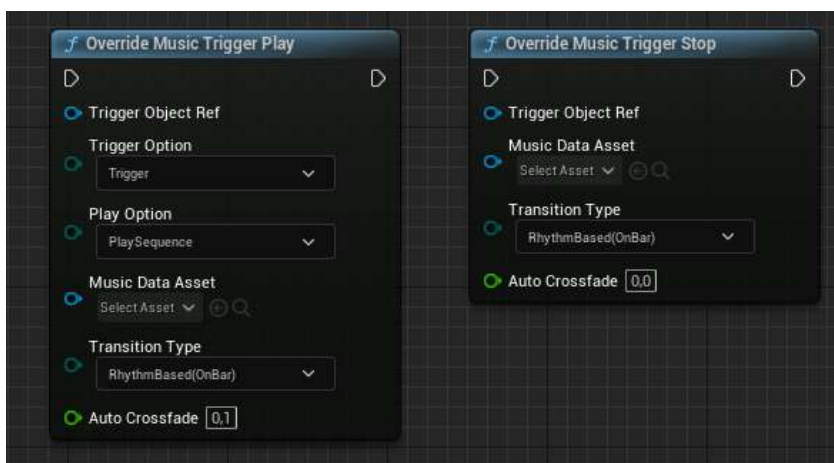 f Override Music Trigger Play
Trigger Object Ref
Trigger Option
Trigger
Play Option
PlaySequence
Music Data Asset
Select Asset
Transition Type
RhythmBased(OnBar)
Auto Crossfade 0,1
f Override Music Trigger Stop
Trigger Object Ref
Music Data Asset
Select Asset
Transition Type
RhythmBased(OnBar)
Auto Crossfade 0,0